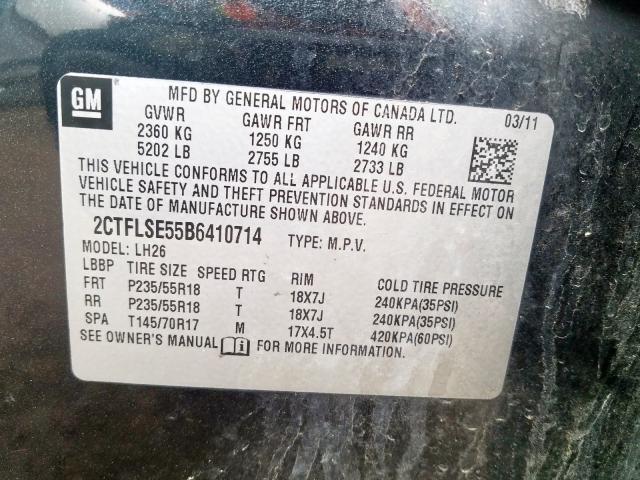 GM
MFD BY GENERAL MOTORS OF CANADA LTD. 03/11
GVWR GAWR FRT GAWR RR
2360 KG 1250 KG 1240 KG
5202 LB 2755 LB 2733 LB
THIS VEHICLE CONFORMS TO ALL APPLICABLE U.S. FEDERAL MOTOR
VEHICLE SAFETY AND THEFT PREVENTION STANDARDS IN EFFECT ON
THE DATE OF MANUFACTURE SHOWN ABOVE.
2CTFLSE55B6410714 TYPE: M.P.V.
MODEL: LH26
LBBP TIRE SIZE SPEED RTG RIM COLD TIRE PRESSURE
FRT P235/55R18 T 18X7J 240KPA(35PSI)
RR P235/55R18 T 18X7J 240KPA(35PSI)
SPA T145/70R17 M 17X4.5T 420KPA(60PSI)
SEE OWNER'S MANUAL FOR MORE INFORMATION.